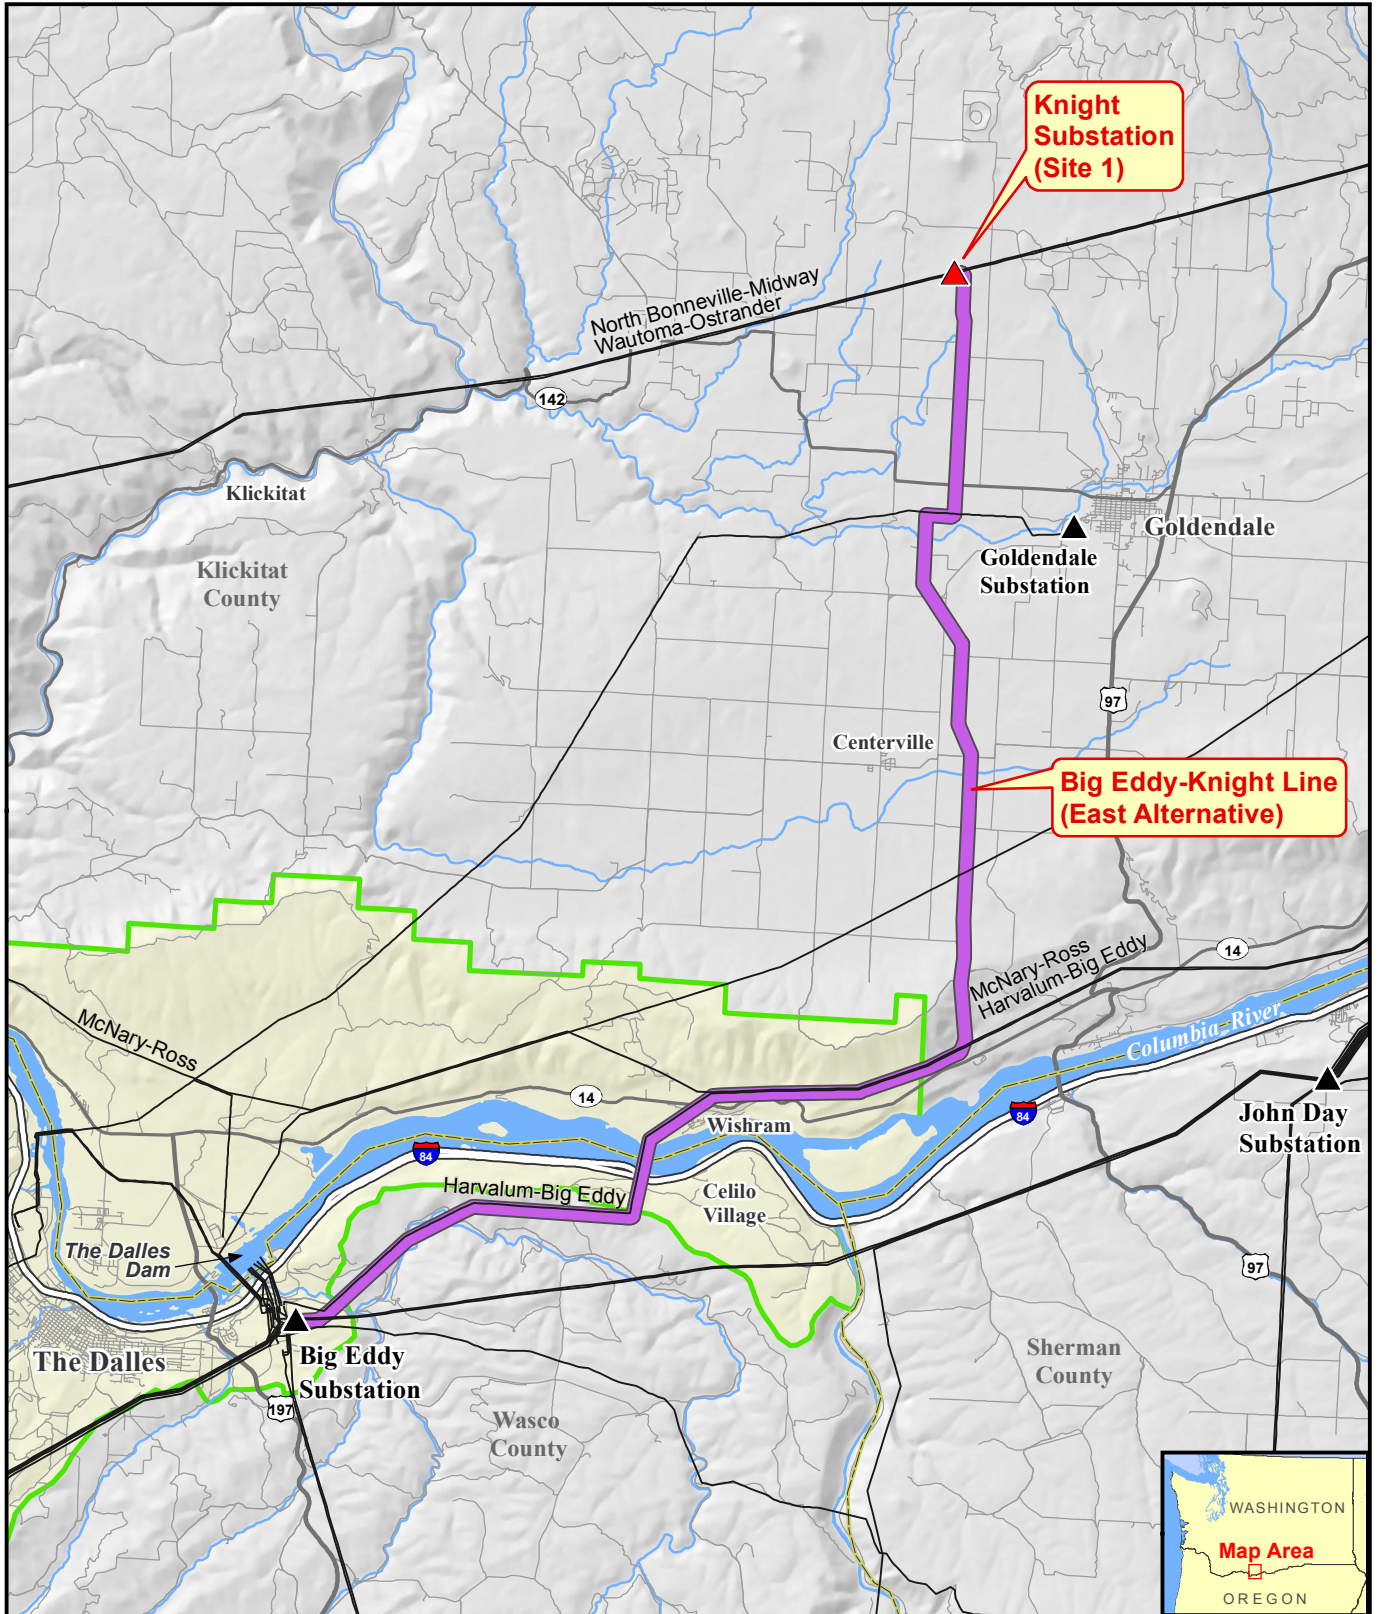 Knight
Substation
(Site 1)
North Bonneville-Midway
Wautoma-Ostrander
142
Klickitat
Klickitat
County
Goldendale
Goldendale
Substation
97
Centerville
Big Eddy-Knight Line
(East Alternative)
McNary-Ross
Harvalum-Big Eddy
14
McNary-Ross
Columbia River
14
84
84
Wishram
John Day
Substation
Harvalum-Big Eddy
Celilo
Village
The Dalles
Dam
97
The Dalles
Big Eddy
Substation
197
Sherman
County
Wasco
County
WASHINGTON
Map Area
OREGON